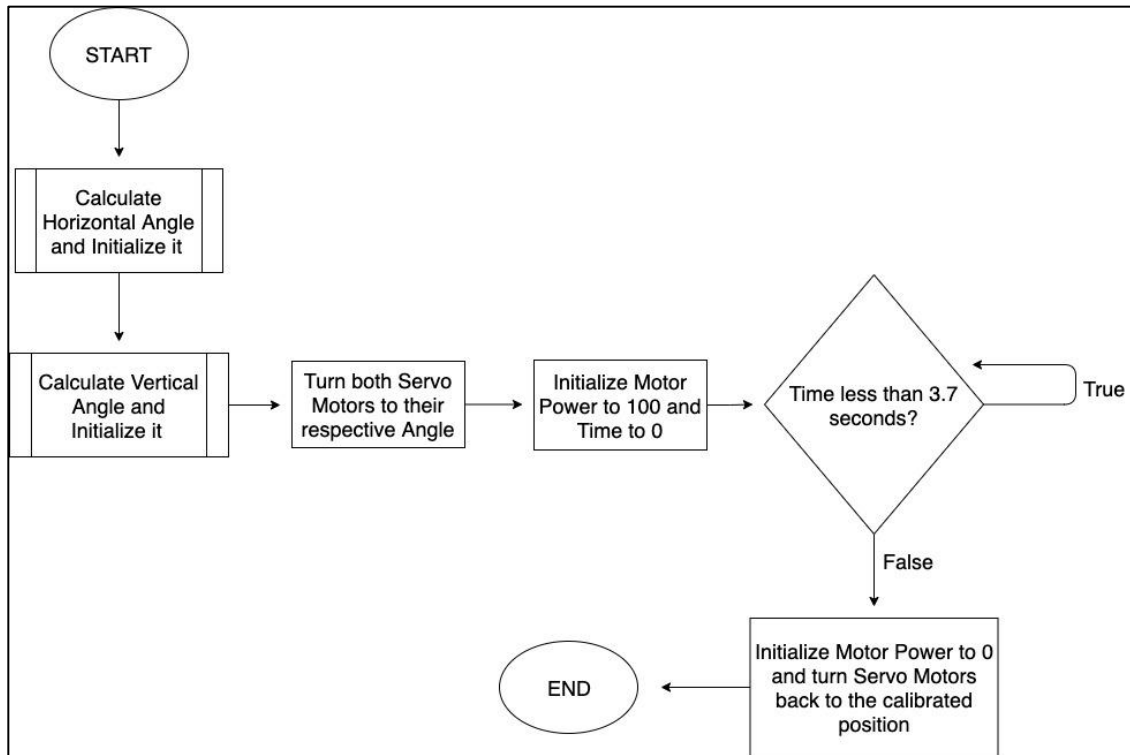 START
Calculate
Horizontal Angle
and Initialize it
Calculate Vertical
Angle and
Initialize it
Turn both Servo
Motors to their
respective Angle
Initialize Motor
Power to 100 and
Time to 0
Time less than 3.7
seconds?
True
False
Initialize Motor Power to 0
and turn Servo Motors
back to the calibrated
position
END